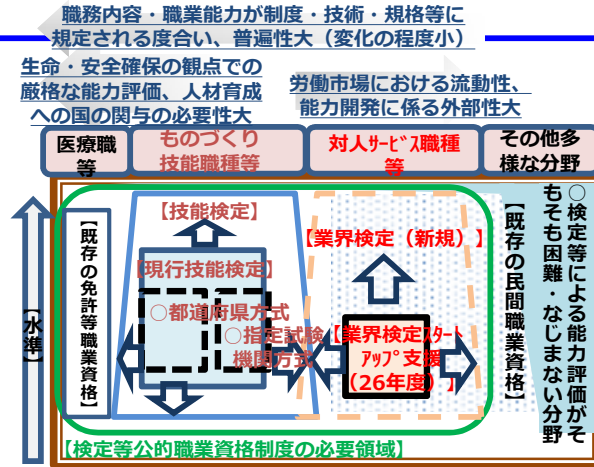 職務内容・職業能力が制度・技術・規格等に
規定される度合い、普遍性大（変化の程度小）
生命・安全確保の観点での
厳格な能力評価、人材育成
への国の関与の必要性大
労働市場における流動性、
能力開発に係る外部性大
医療職
等
ものづくり
技能職種等
対人ｻｰﾋﾞｽ職種
等
その他多
様な分野
【水準】
【既存の免許等職業資格】
【技能検定】
【現行技能検定】
○都道府県方式
○指定試験
機関方式
【業界検定（新規）】
【業界検定ｽﾀｰﾄ
ｱｯﾌﾟ支援
（26年度）】
【既存の民間職業資格】
○検定等による能力評価がそ
もそも困難・なじまない分野
【検定等公的職業資格制度の必要領域】